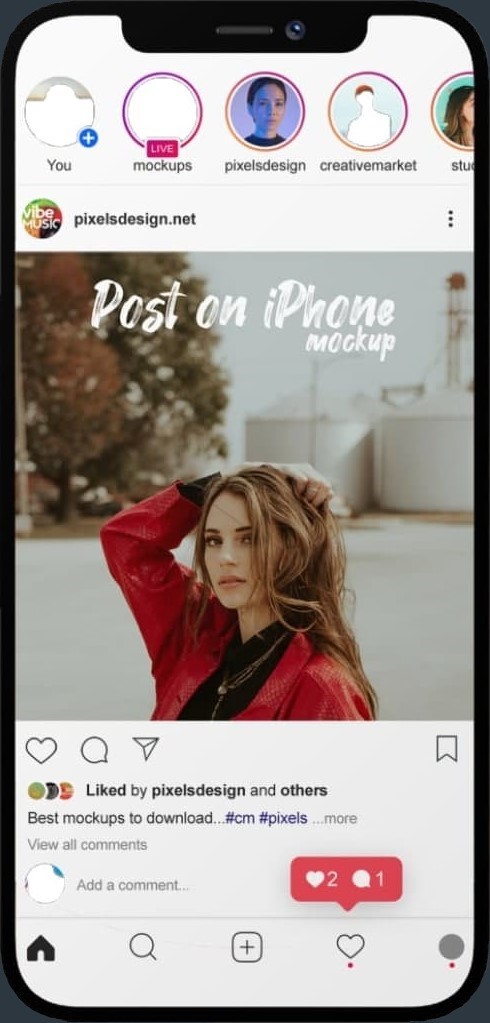 LIVE
You mockups pixelsdesign creativemarket stuc
vibe
MUSIC
pixelsdesign.net
Post on iPhone
mockup
Liked by pixelsdesign and others
Best mockups to download...#cm #pixels ...more
View all comments
Add a comment...
2 1